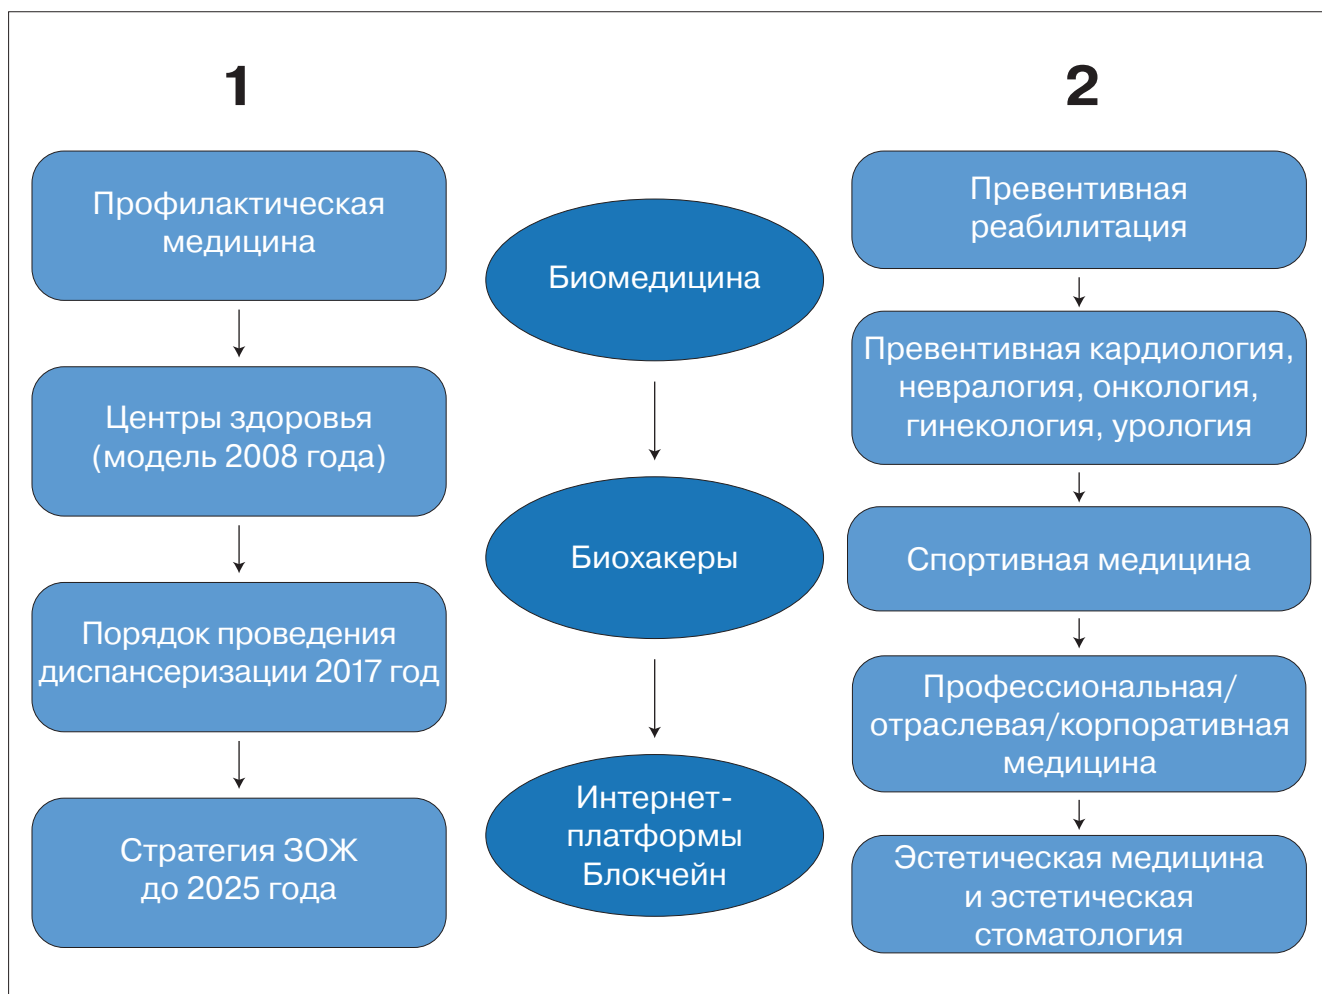 1
Профилактическая
медицина
Центры здоровья
(модель 2008 года)
Порядок проведения
диспансеризации 2017 год
Стратегия ЗОЖ
до 2025 года
Биомедицина
Биохакеры
Интернет-
платформы
Блокчейн
2
Превентивная
реабилитация
Превентивная кардиология,
невралогия, онкология,
гинекология, урология
Спортивная медицина
Профессиональная/
отраслевая/корпоративная
медицина
Эстетическая медицина
и эстетическая
стоматология